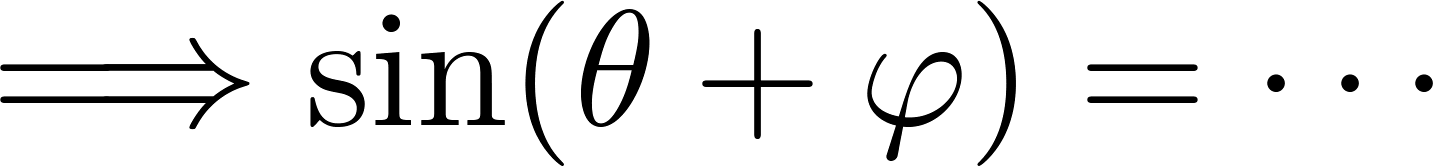 ⟹ sin(θ + φ) = ⋯